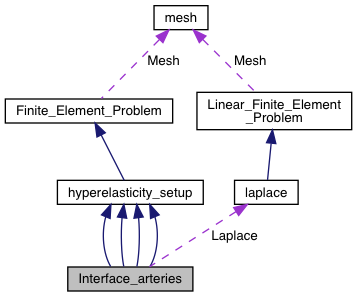 mesh
Mesh
Mesh
Finite_Element_Problem
Linear_Finite_Element
_Problem
hyperelasticity_setup
laplace
Laplace
Interface_arteries